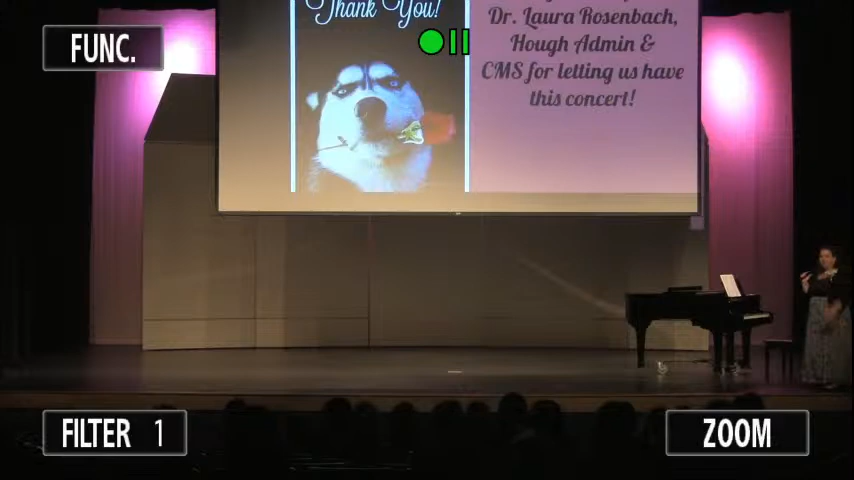 FUNC.
Thank You!
Dr. Laura Rosenbach,
Hough Admin &
CMS for letting us have
this concert!
FILTER 1
ZOOM